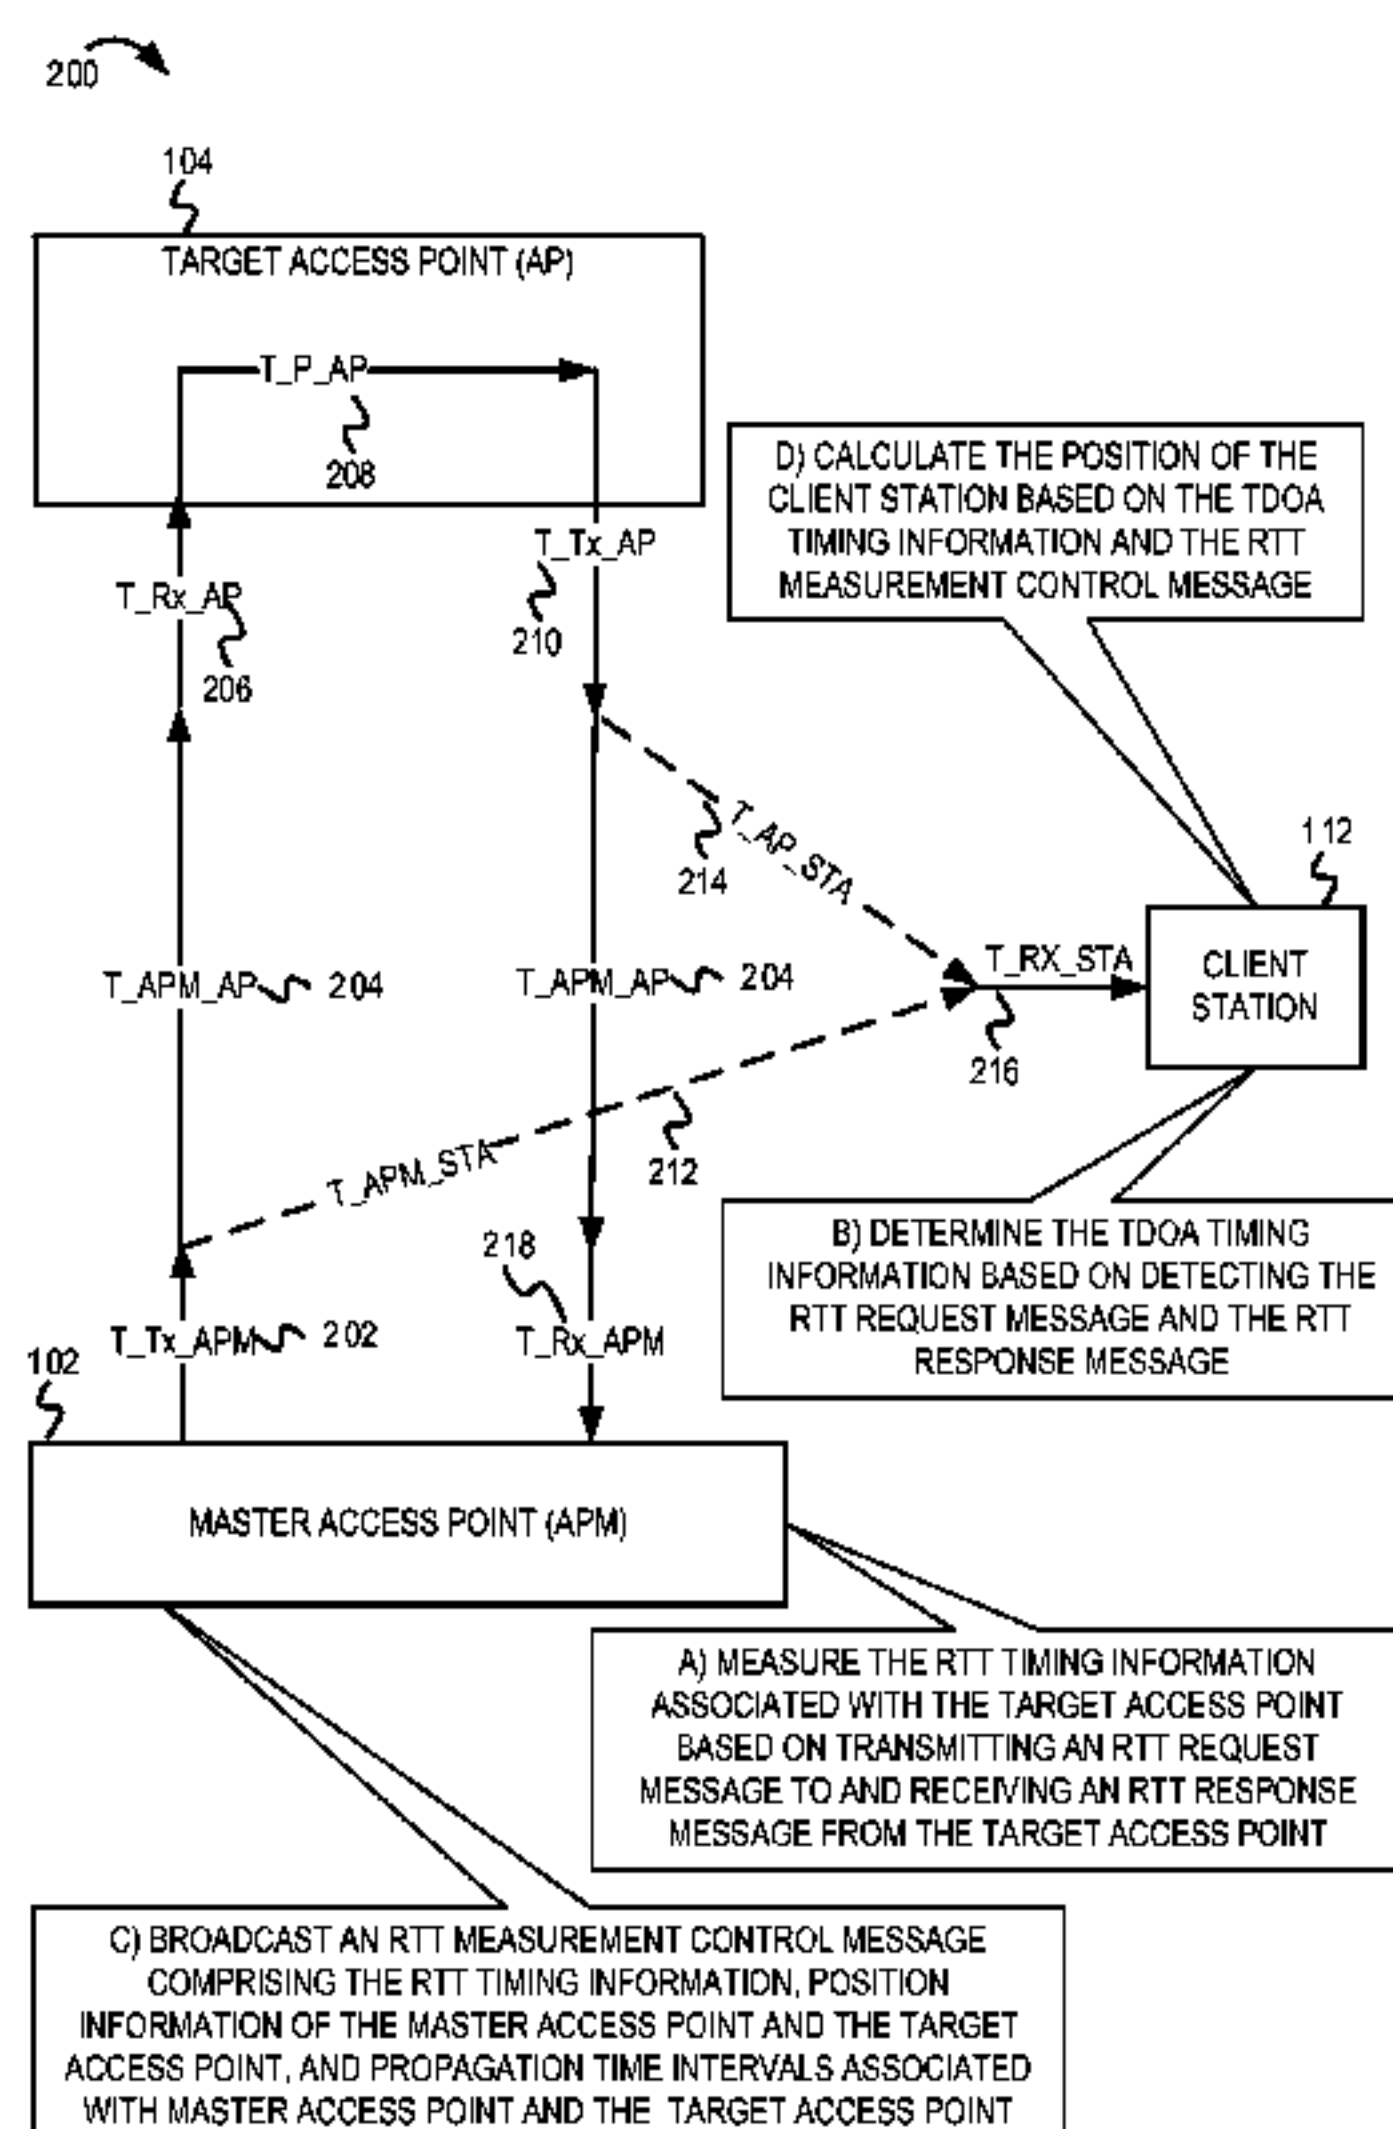 200
104
TARGET ACCESS POINT (AP)
T_P_AP
208
T_Tx_AP
210
T_Rx_AP
206
D) CALCULATE THE POSITION OF THE
CLIENT STATION BASED ON THE TDOA
TIMING INFORMATION AND THE RTT
MEASUREMENT CONTROL MESSAGE
T_AP_STA
214
112
T_APM_AP 204
T_APM_AP 204
T_RX_STA
216
CLIENT
STATION
T_APM_STA
212
218
T_Tx_APM 202
T_Rx_APM
B) DETERMINE THE TDOA TIMING
INFORMATION BASED ON DETECTING THE
RTT REQUEST MESSAGE AND THE RTT
RESPONSE MESSAGE
102
MASTER ACCESS POINT (APM)
A) MEASURE THE RTT TIMING INFORMATION
ASSOCIATED WITH THE TARGET ACCESS POINT
BASED ON TRANSMITTING AN RTT REQUEST
MESSAGE TO AND RECEIVING AN RTT RESPONSE
MESSAGE FROM THE TARGET ACCESS POINT
C) BROADCAST AN RTT MEASUREMENT CONTROL MESSAGE
COMPRISING THE RTT TIMING INFORMATION, POSITION
INFORMATION OF THE MASTER ACCESS POINT AND THE TARGET
ACCESS POINT, AND PROPAGATION TIME INTERVALS ASSOCIATED
WITH MASTER ACCESS POINT AND THE TARGET ACCESS POINT